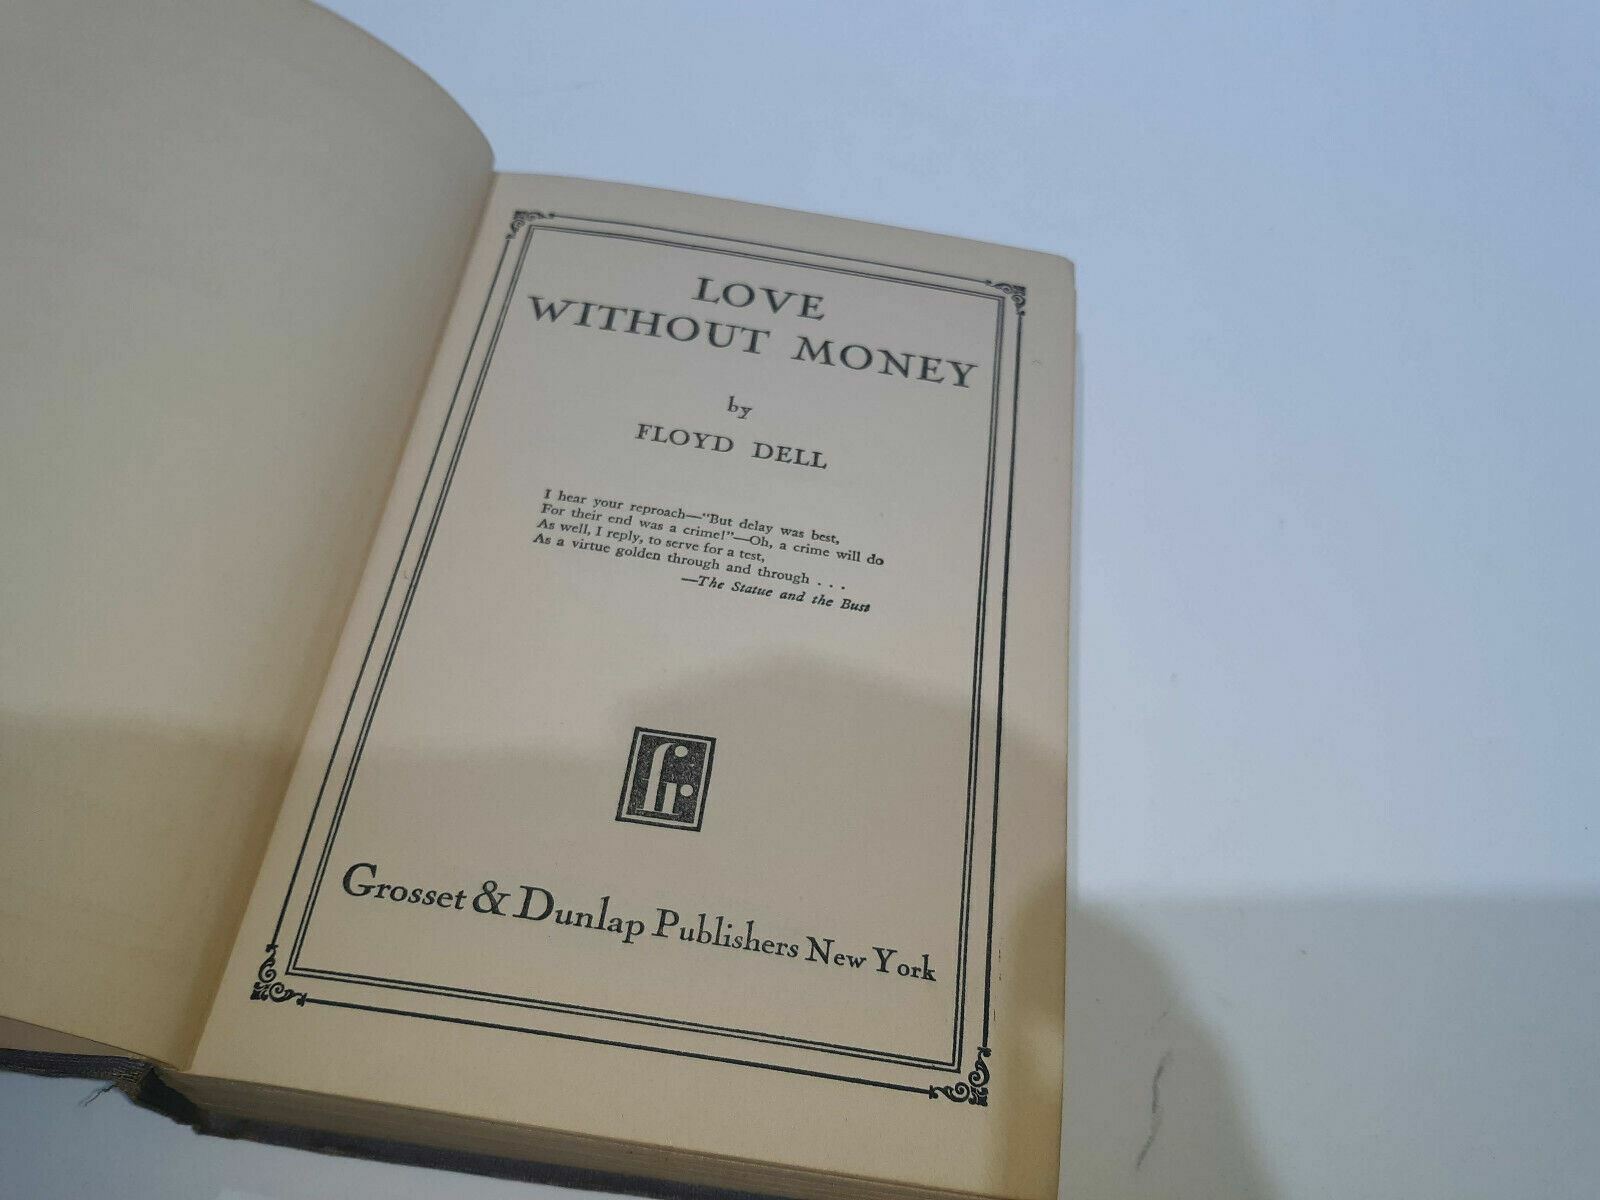 LOVE
WITHOUT MONEY
by
FLOYD DELL
I hear your reproach—"But delay was best,
For their end was a crime!"—Oh, a crime will do
As well, I reply, to serve for a test,
As a virtue golden through and through . . .
—The Statue and the Bust
fr
Grosset & Dunlap Publishers New York